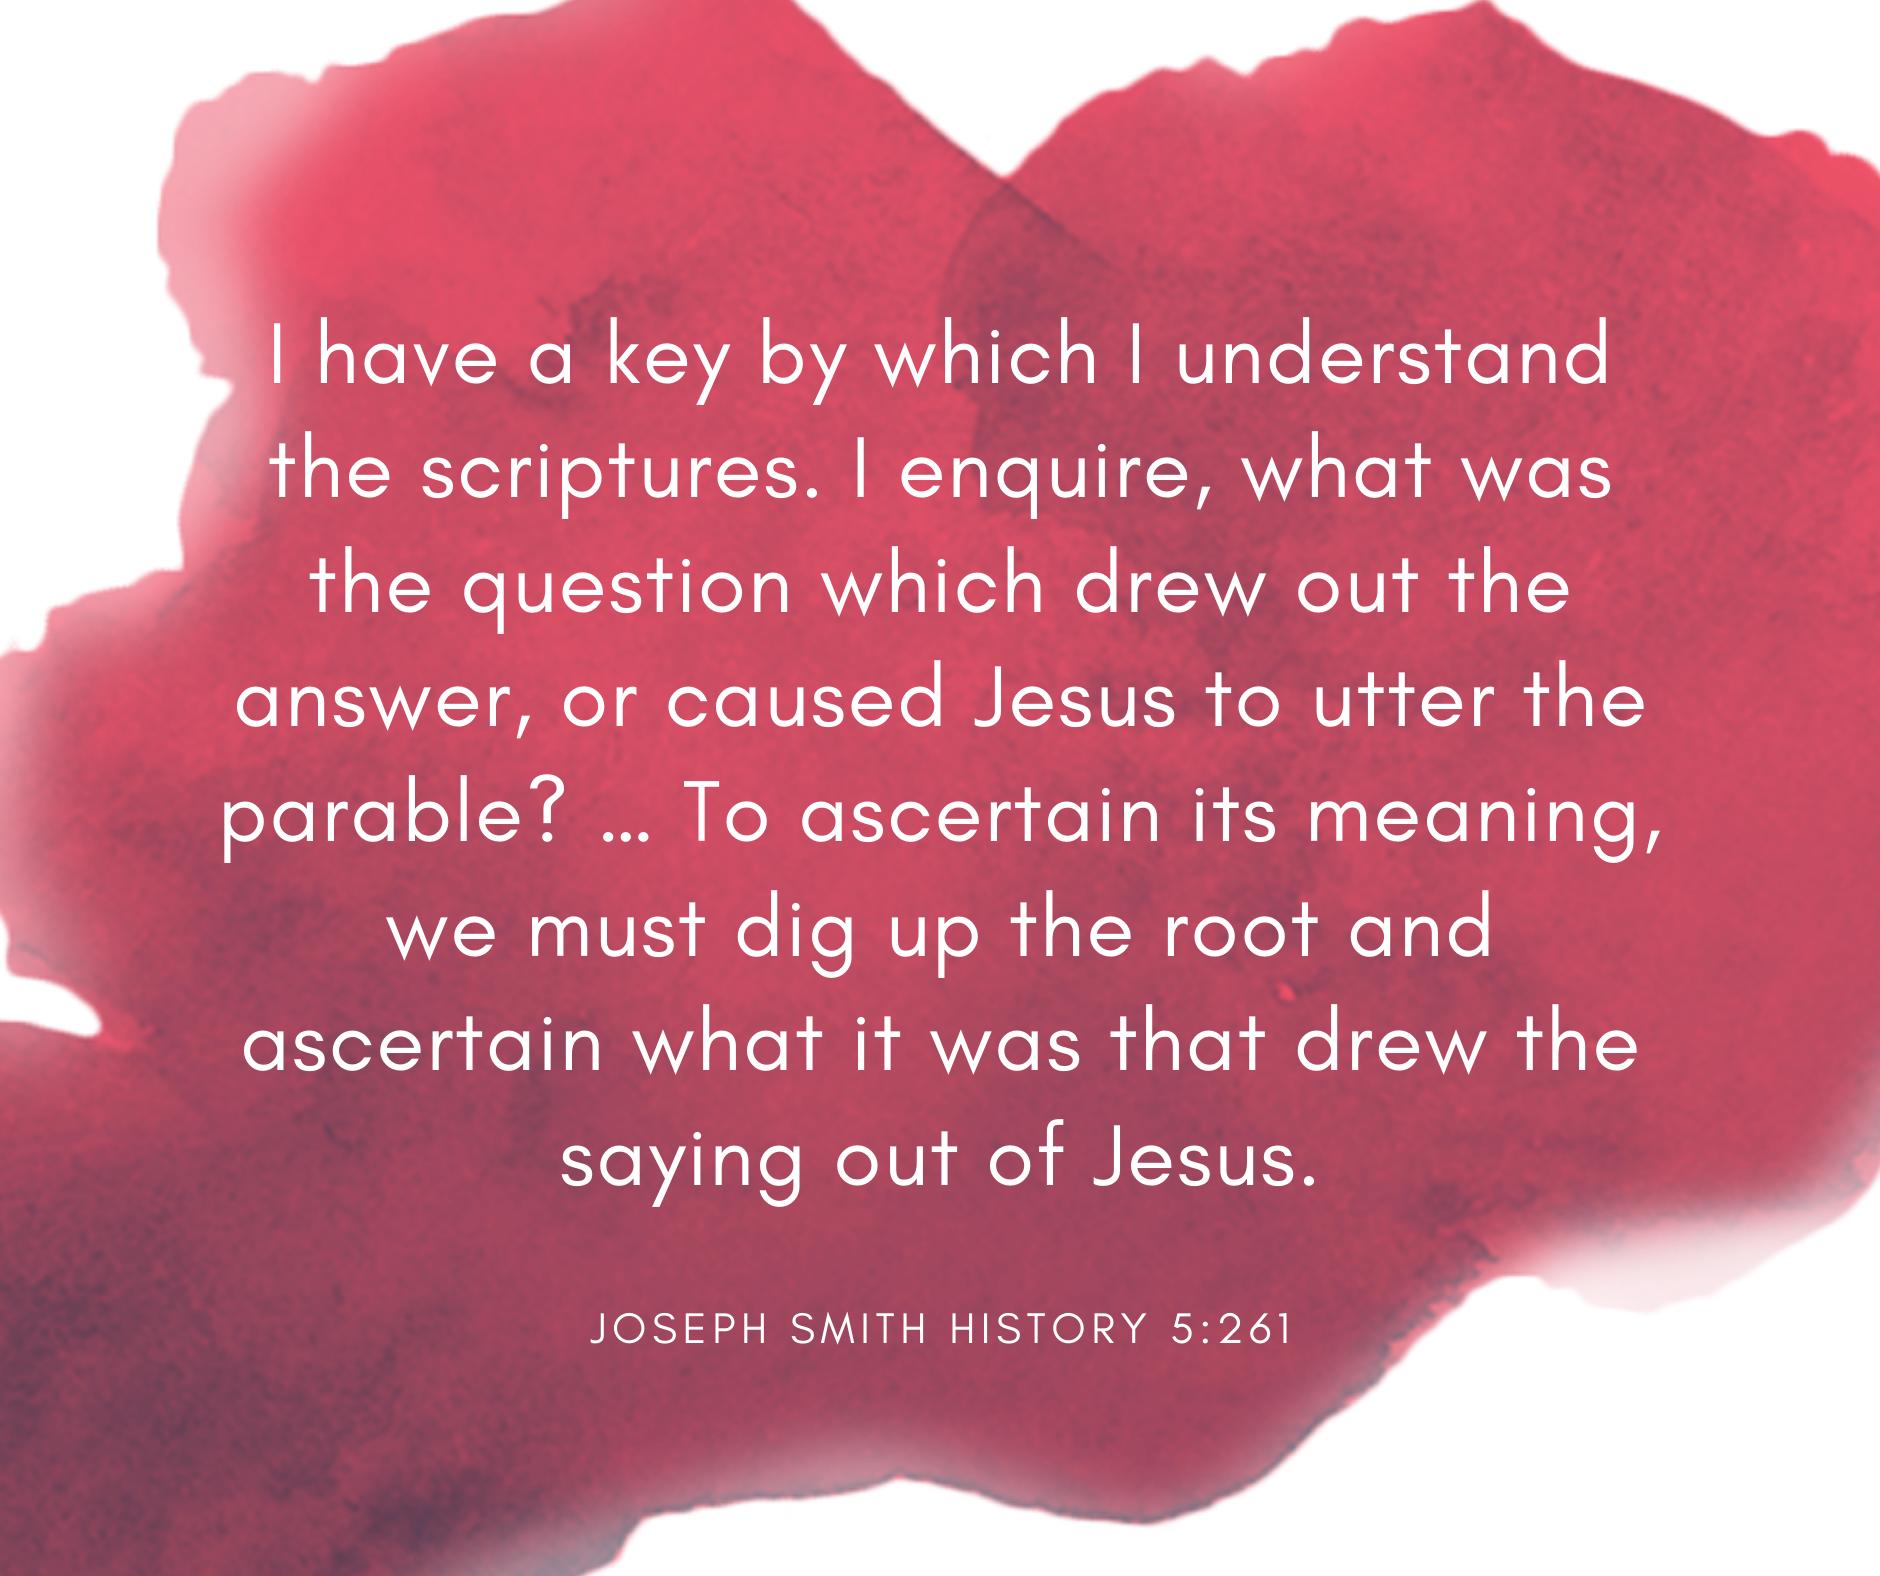 I have a key by which I understand
the scriptures. I enquire, what was
the question which drew out the
answer, or caused Jesus to utter the
parable? ... To ascertain its meaning,
we must dig up the root and
ascertain what it was that drew the
saying out of Jesus.
JOSEPH SMITH HISTORY 5:261